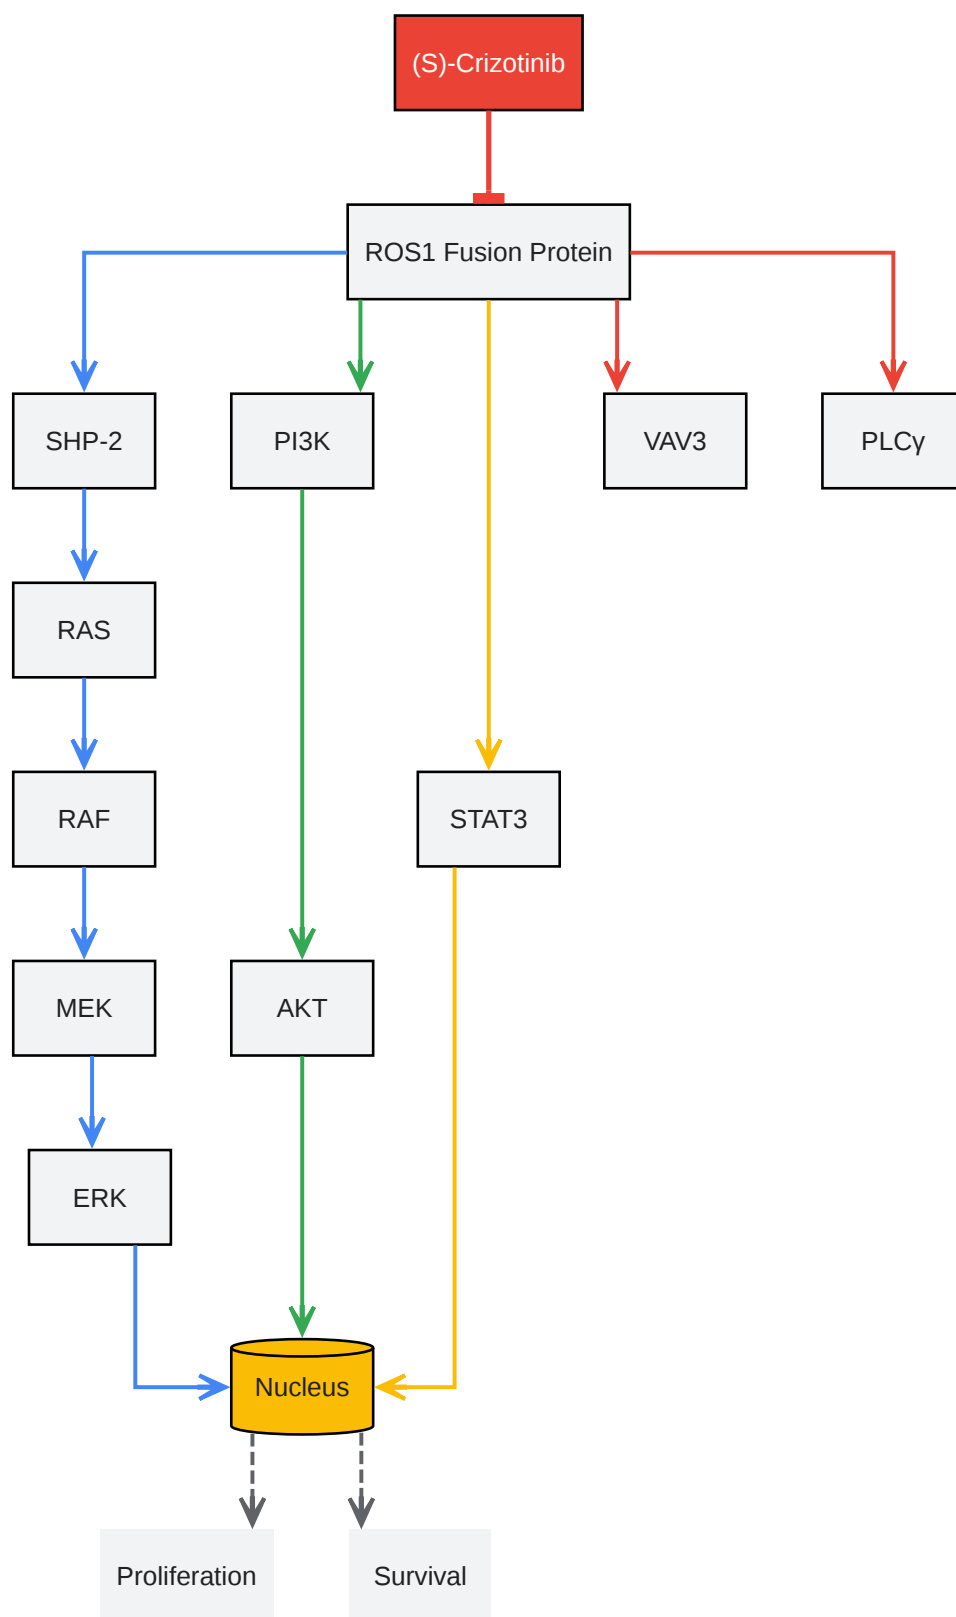 (S)-Crizotinib
ROS1 Fusion Protein
SHP-2
PI3K
VAV3
PLCγ
RAS
RAF
STAT3
MEK
AKT
ERK
Nucleus
Proliferation
Survival